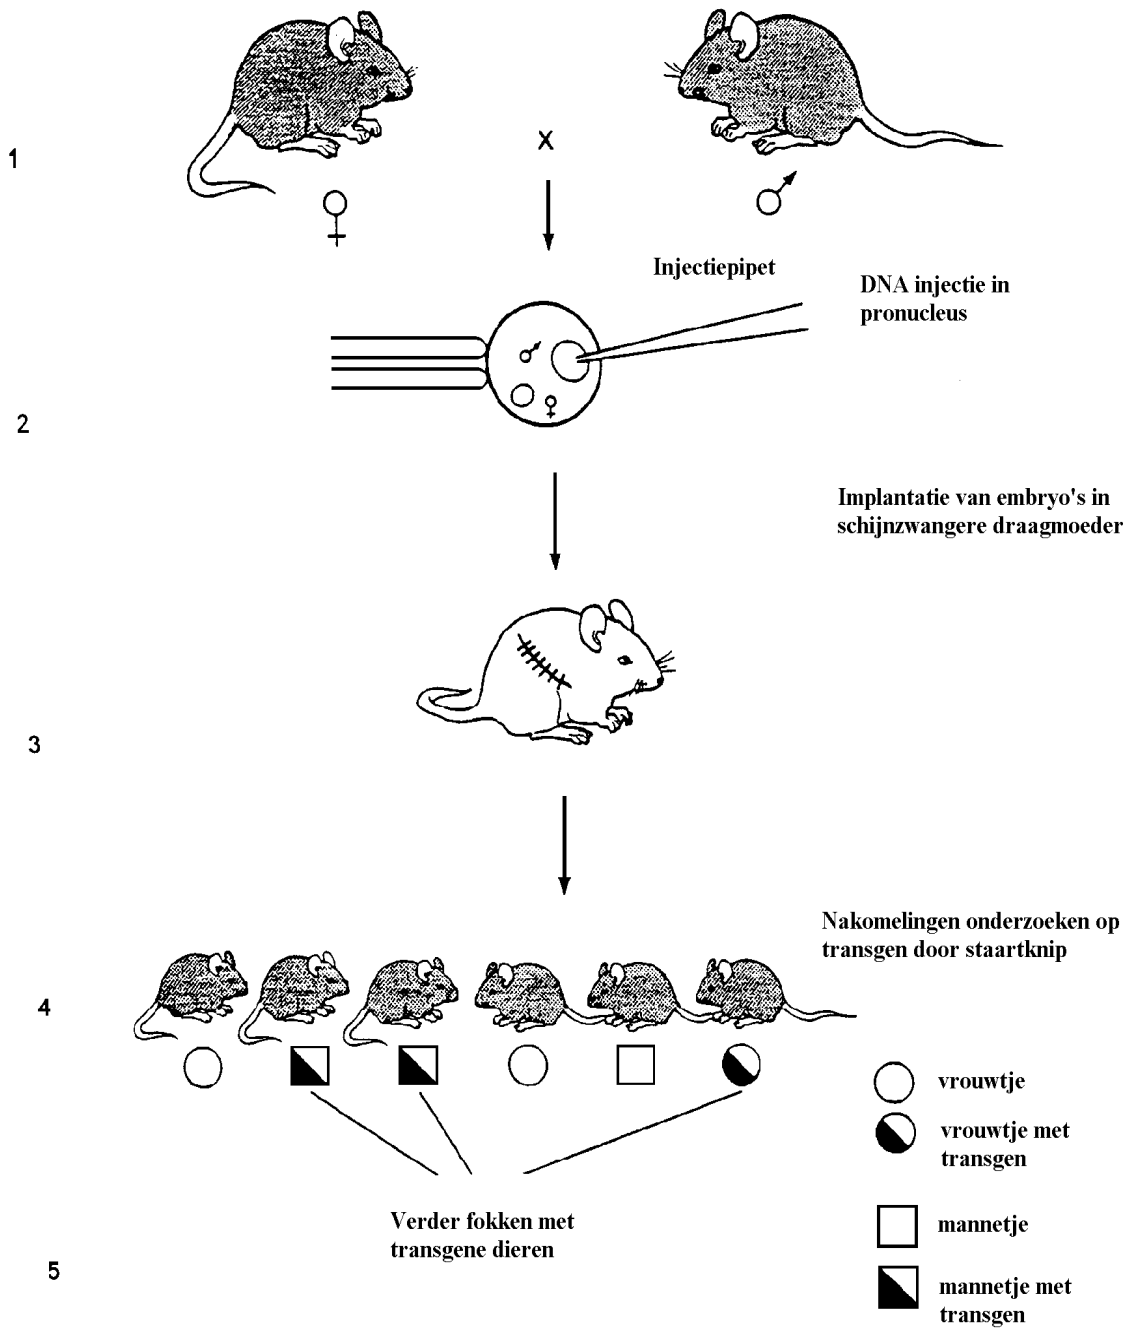 x
1
Injectiepipet
DNA injectie in
pronucleus
2
Implantatie van embryo's in
schijnzwangere draagmoeder
3
Nakomelingen onderzoeken op
transgen door staartknip
4
vrouwtje
vrouwtje met
transgen
mannetje
mannetje met
transgen
Verder fokken met
transgene dieren
5